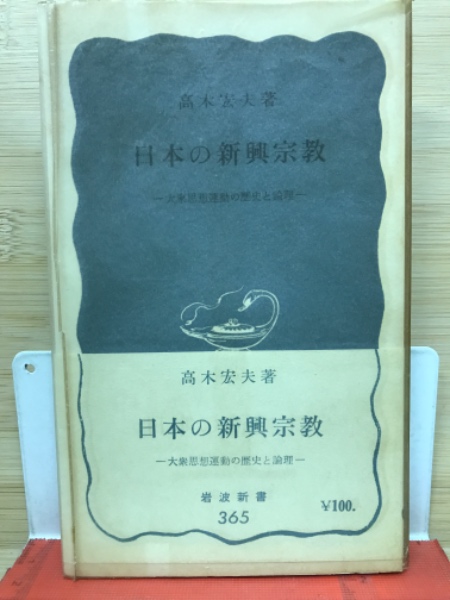 高木宏夫著
日本の新興宗教
―大衆思想運動の歴史と論理―
高木宏夫著
日本の新興宗教
―大衆思想運動の歴史と論理―
岩波新書
365
¥100.